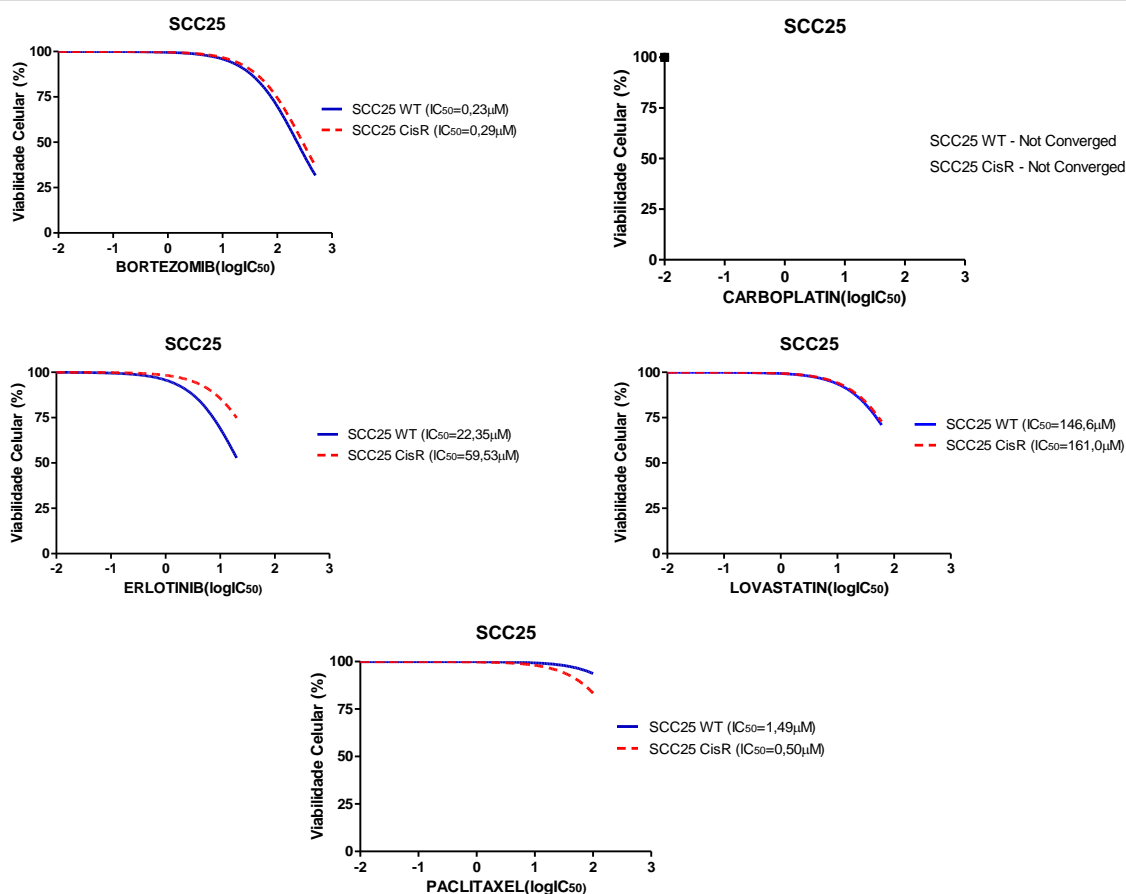 SCC25
100
75
50
25
0
Viabilidade Celular (%)
-2 -1 0 1 2 3
BORTEZOMIB(logIC50)
SCC25 WT (IC50=0,23µM)
SCC25 CisR (IC50=0,29µM)
SCC25
100
75
50
25
0
Viabilidade Celular (%)
-2 -1 0 1 2 3
CARBOPLATIN(logIC50)
SCC25 WT - Not Converged
SCC25 CisR - Not Converged
SCC25
100
75
50
25
0
Viabilidade Celular (%)
-2 -1 0 1 2 3
ERLOTINIB(logIC50)
SCC25 WT (IC50=22,35µM)
SCC25 CisR (IC50=59,53µM)
SCC25
100
75
50
25
0
Viabilidade Celular (%)
-2 -1 0 1 2 3
LOVASTATIN(logIC50)
SCC25 WT (IC50=146,6µM)
SCC25 CisR (IC50=161,0µM)
SCC25
100
75
50
25
0
Viabilidade Celular (%)
-2 -1 0 1 2 3
PACLITAXEL(logIC50)
SCC25 WT (IC50=1,49µM)
SCC25 CisR (IC50=0,50µM)